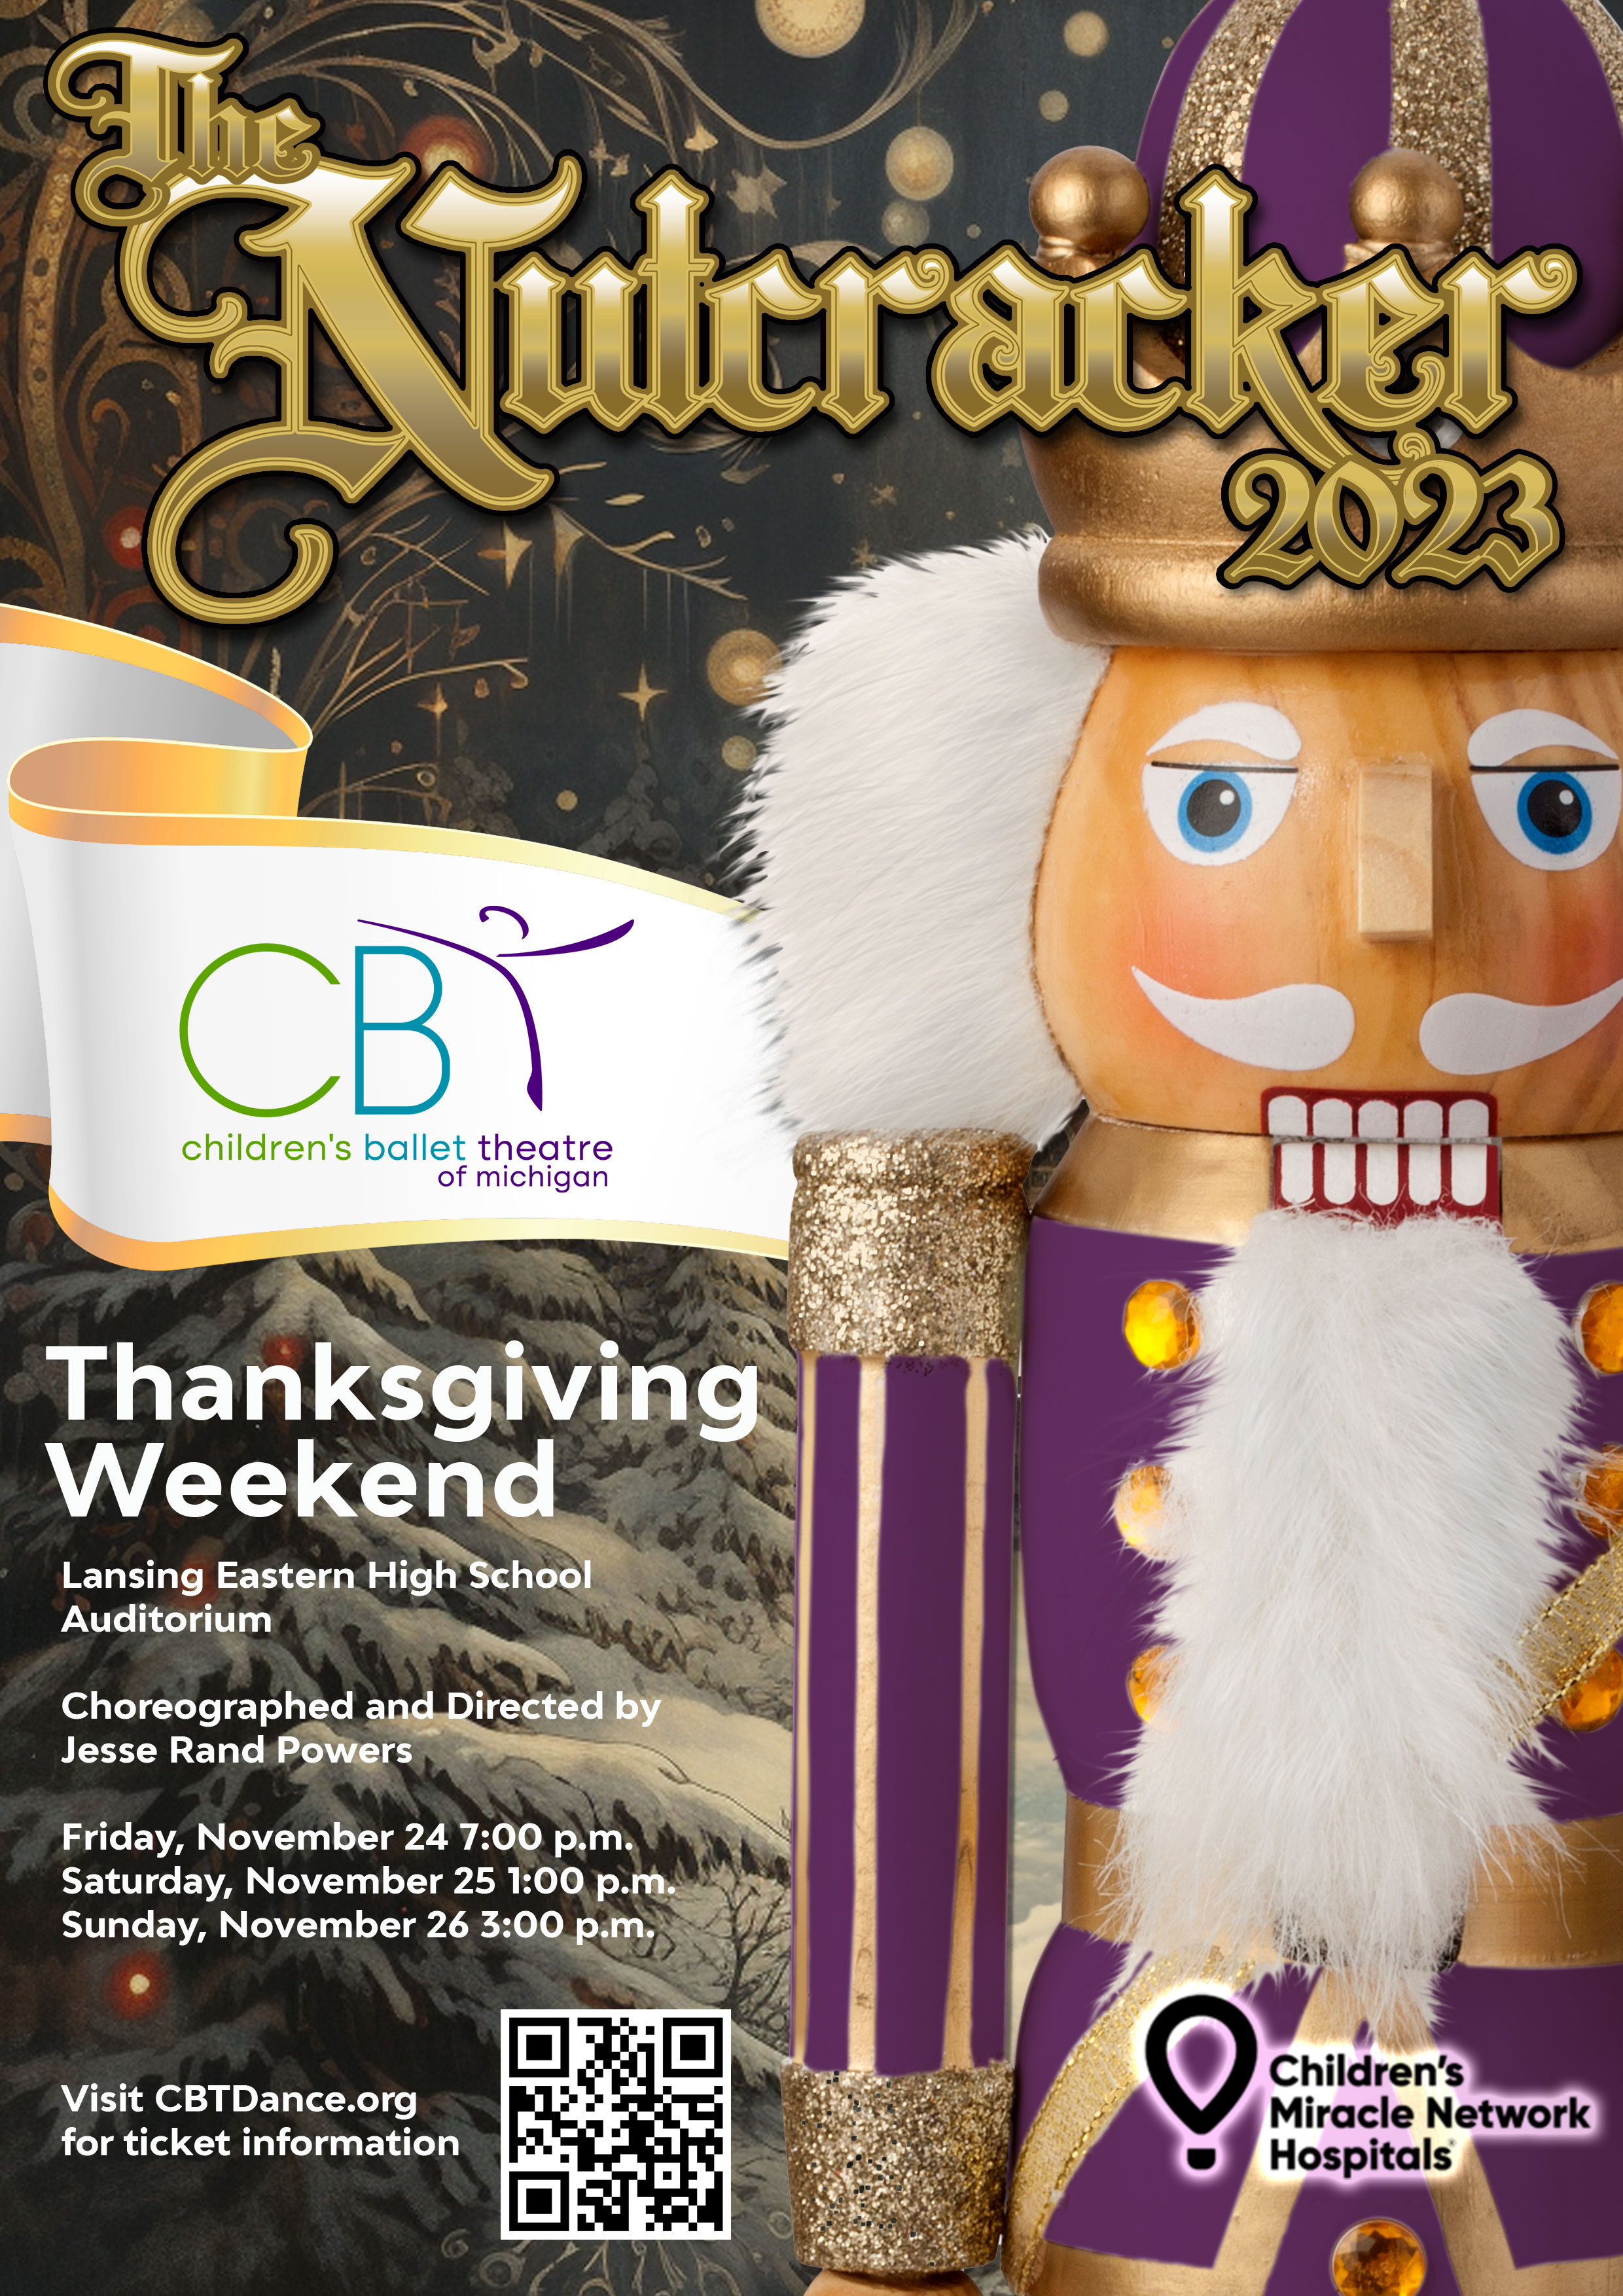 The
Nutcracker
2023
CBT
children's ballet theatre
of michigan
Thanksgiving
Weekend
Lansing Eastern High School
Auditorium
Choreographed and Directed by
Jesse Rand Powers
Friday, November 24 7:00 p.m.
Saturday, November 25 1:00 p.m.
Sunday, November 26 3:00 p.m.
Visit CBTDance.org
for ticket information
Children's
Miracle Network
Hospitals